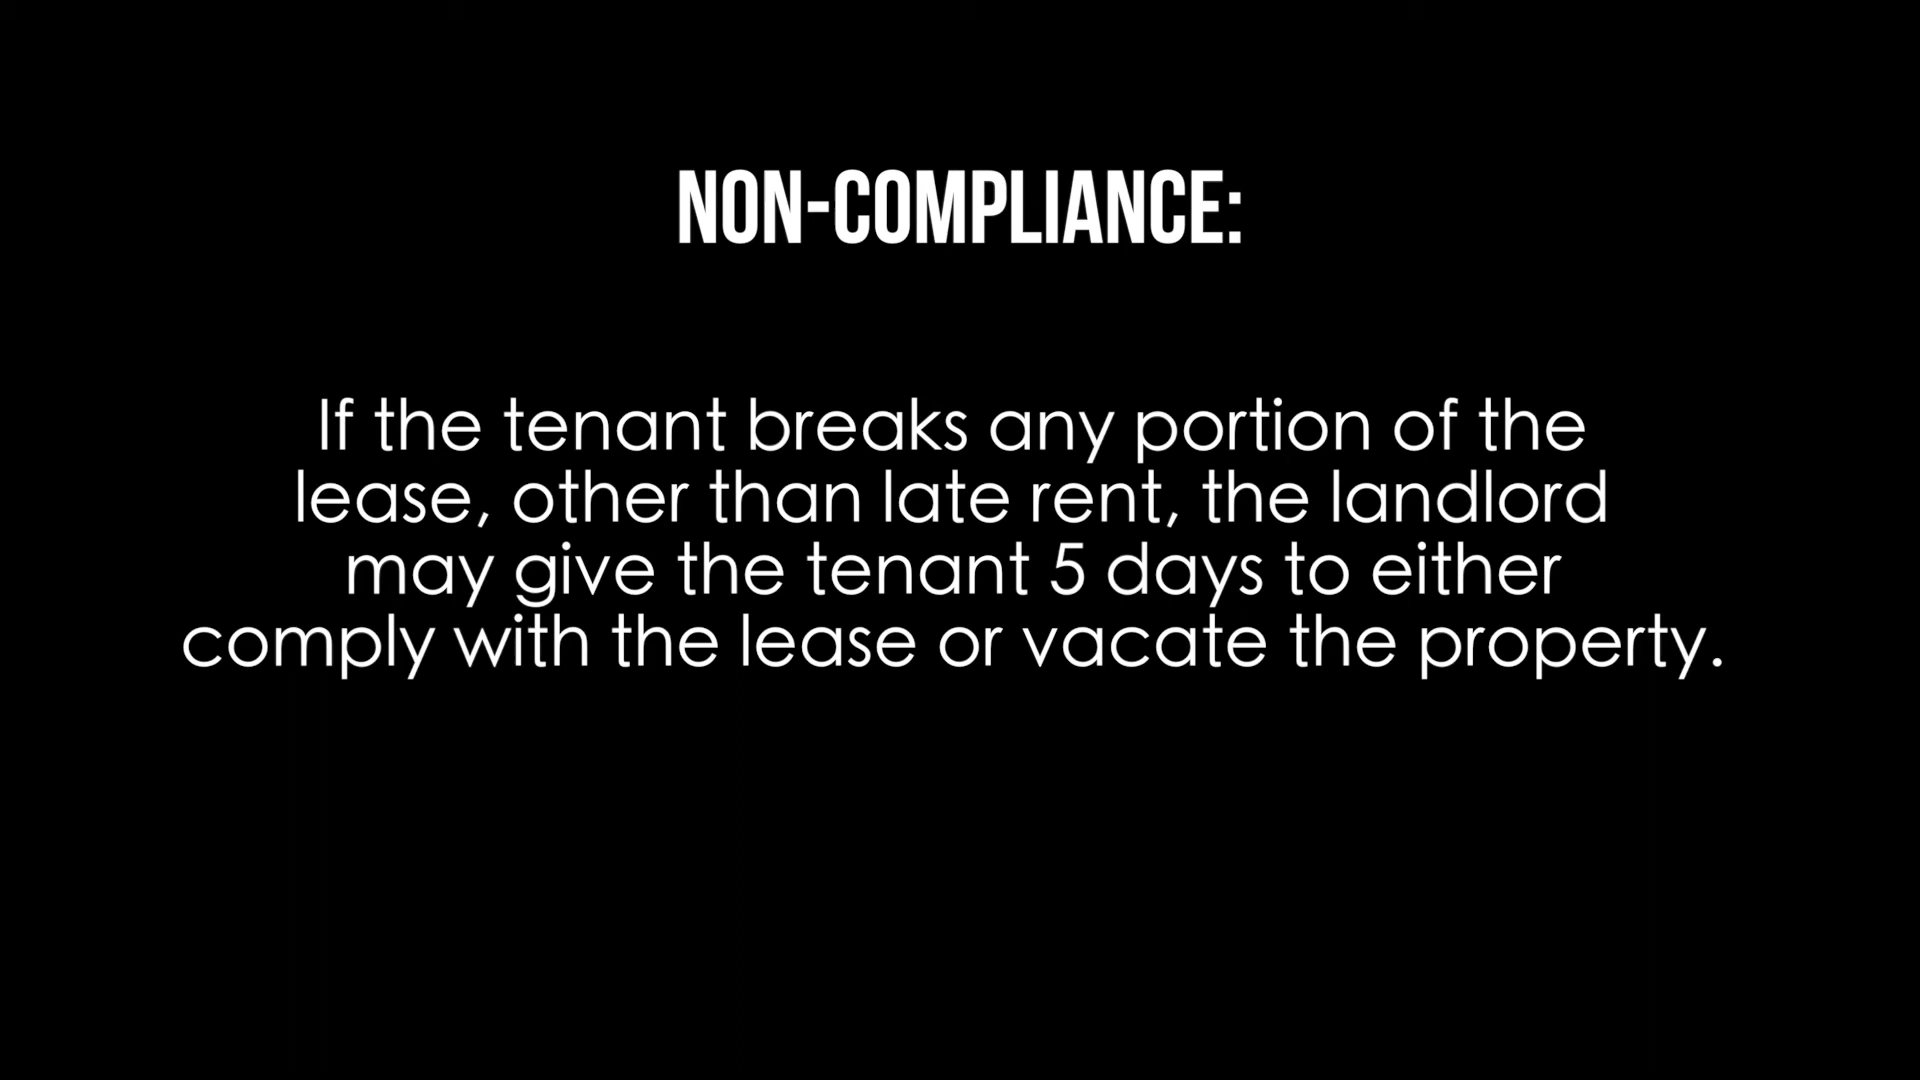 NON-COMPLIANCE:
If the tenant breaks any portion of the
lease, other than late rent, the landlord
may give the tenant 5 days to either
comply with the lease or vacate the property.